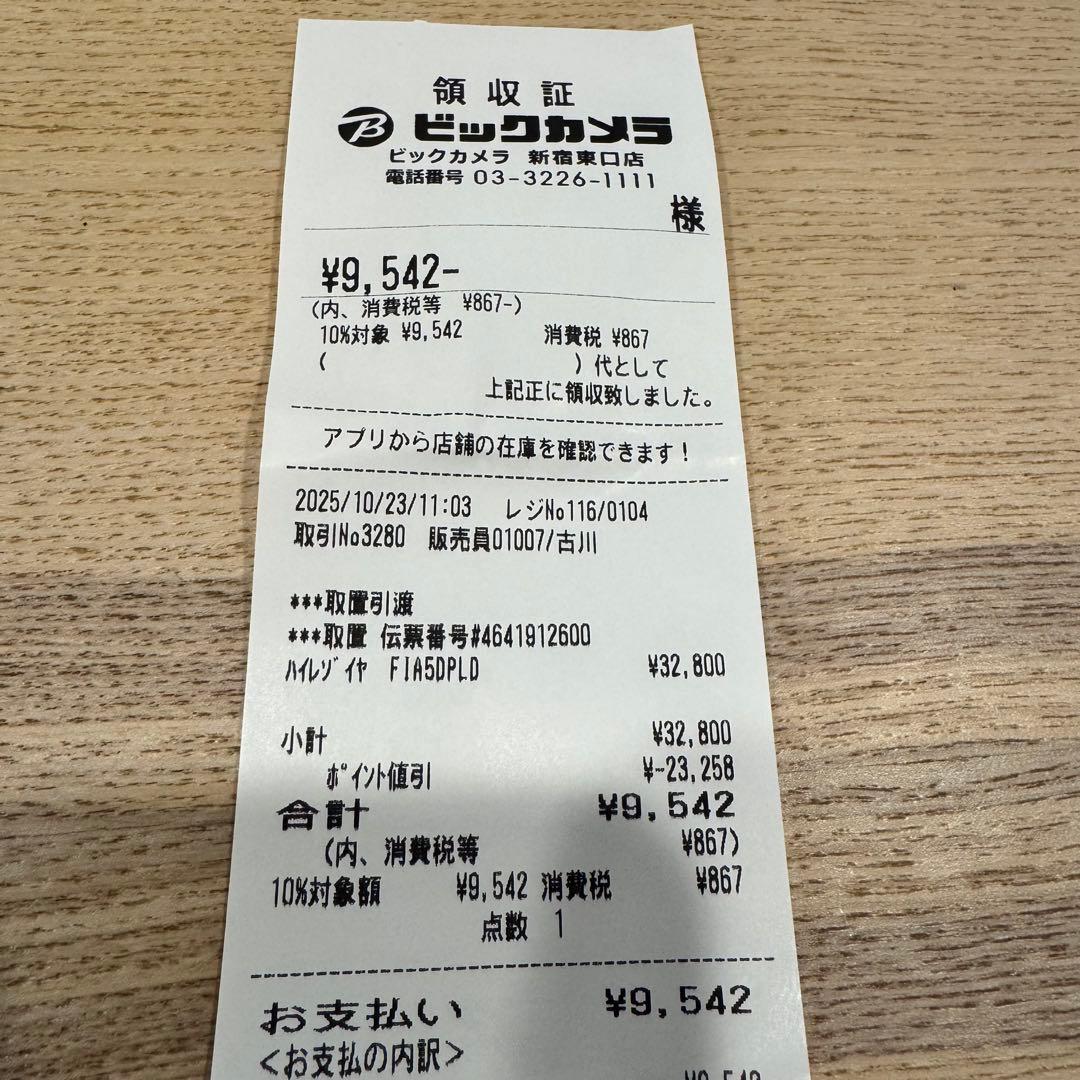 領収証
ビックカメラ
ビックカメラ 新宿東口店
電話番号 03-3226-1111
様
¥9,542-
(内、消費税等 ¥867-)
10%対象 ¥9,542 消費税 ¥867
( )代として
上記正に領収致しました。
アプリから店舗の在庫を確認できます!
2025/10/23/11:03 レジNo116/0104
取引No3280 販売員01007/古川
***取置引渡
***取置 伝票番号#4641912600
ハイレゾイヤ FIA5DPLD ¥32,800
小計 ¥32,800
ポイント値引 ¥-23,258
合計 ¥9,542
(内、消費税等 ¥867)
10%対象額 ¥9,542 消費税 ¥867
点数 1
お支払い ¥9,542
<お支払の内訳>